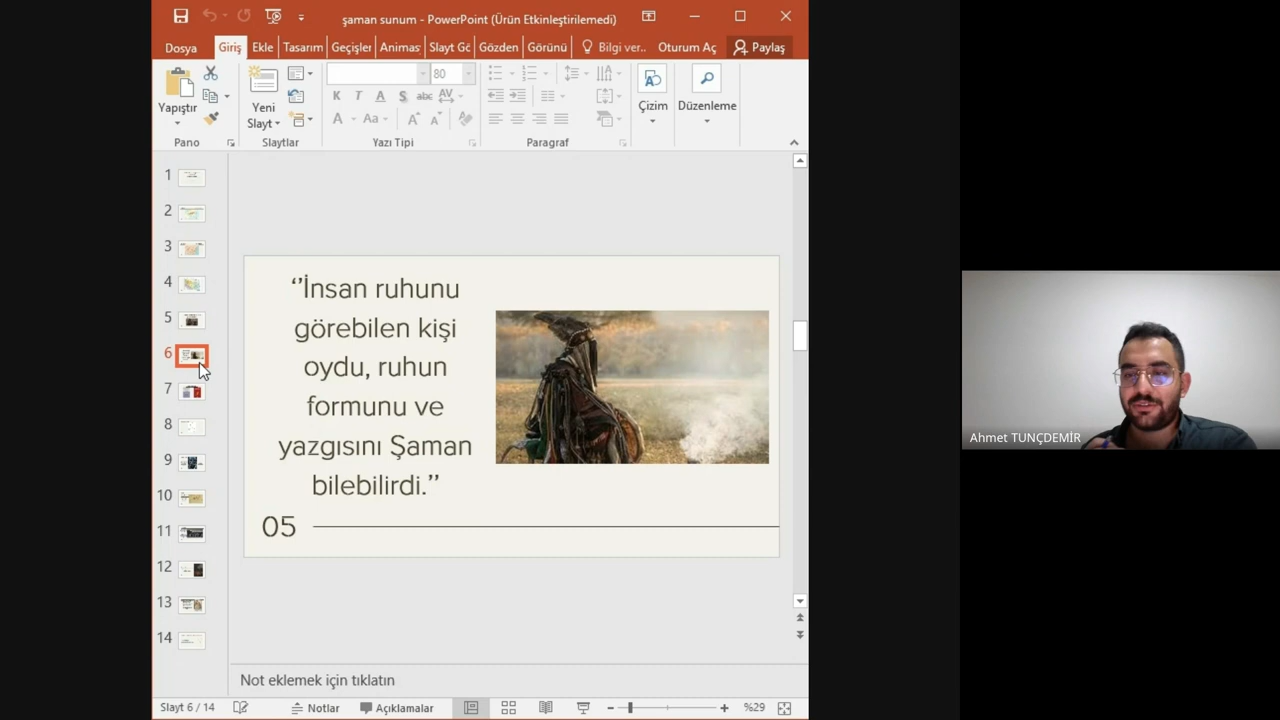 şaman sunum - PowerPoint (Ürün Etkinleştirilemedi)
Dosya Giriş Ekle Tasarım Geçişler Animas Slayt Gö Gözden Görünü Bilgi ver.. Oturum Aç Paylaş
80
Yapıştır
Yeni
Slayt
K T A S abc AV
A Aa A A
Çizim
Düzenleme
Pano Slaytlar Yazı Tipi Paragraf
1
2
3
4
5
6
7
8
9
10
11
12
13
14
‘’İnsan ruhunu
görebilen kişi
oydu, ruhun
formunu ve
yazgısını Şaman
bilebilirdi.’’
05
Not eklemek için tıklatın
Slayt 6 / 14 Notlar Açıklamalar %29
Ahmet TUNÇDEMİR